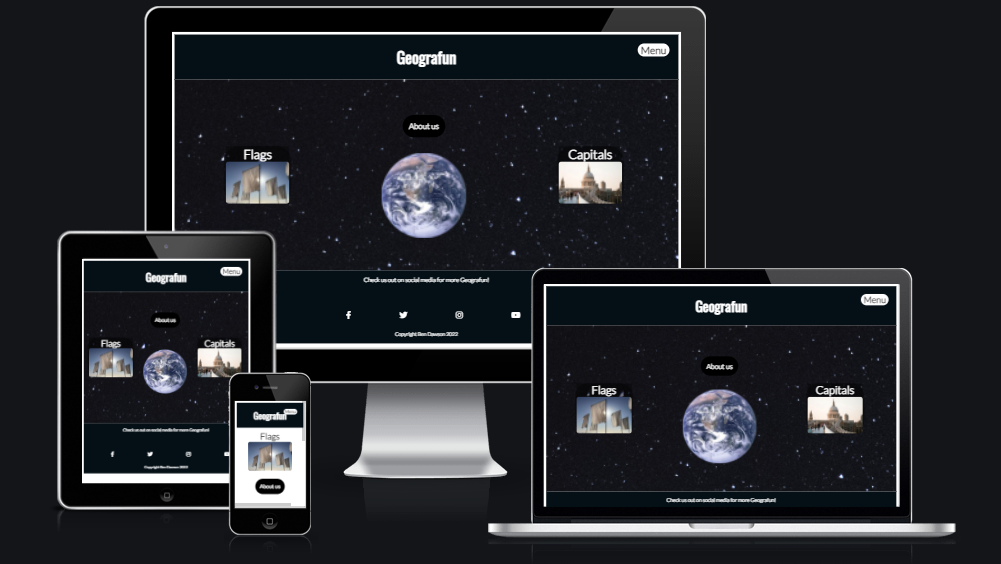 Geografun
Menu
About us
Flags
Capitals
Check us out on social media for more Geografun!
Copyright Ben Dawson 2022
Geografun
Menu
About us
Flags
Capitals
Check us out on social media for more Geografun!
Copyright Ben Dawson 2022
Geografun
Menu
Flags
About us
Geografun
Menu
About us
Flags
Capitals
Check us out on social media for more Geografun!